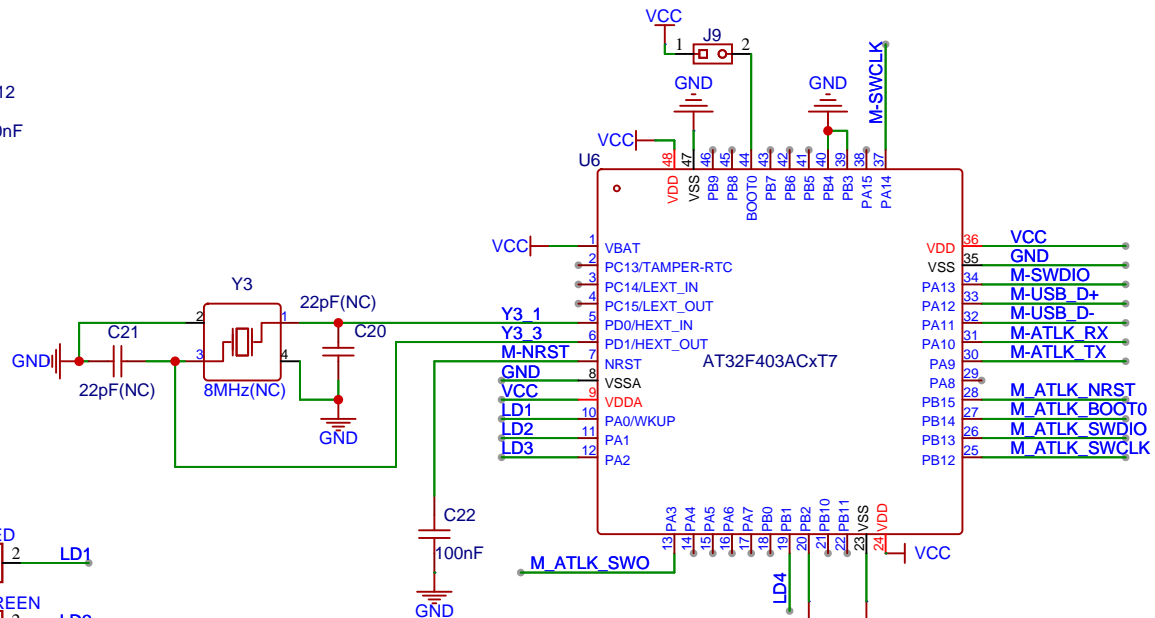 VCC
J9
1
2
M-SWCLK
12
0nF
GND
GND
VCC
U6
48 47 46 45 44 43 42 41 40 39 38 37
VDD VSS PB9 PB8 BOOT0 PB7 PB6 PB5 PB4 PB3 PA15 PA14
VCC 1 VBAT
2 PC13/TAMPER-RTC
3 PC14/LEXT_IN
4 PC15/LEXT_OUT
Y3_1 5 PD0/HEXT_IN
Y3_3 6 PD1/HEXT_OUT
M-NRST 7 NRST
GND 8 VSSA
VCC 9 VDDA
LD1 10 PA0/WKUP
LD2 11 PA1
LD3 12 PA2
AT32F403ACxT7
VDD 36 VCC
VSS 35 GND
PA13 34 M-SWDIO
PA12 33 M-USB_D+
PA11 32 M-USB_D-
PA10 31 M-ATLK_RX
PA9 30 M-ATLK_TX
PA8 29
PB15 28 M_ATLK_NRST
PB14 27 M_ATLK_BOOT0
PB13 26 M_ATLK_SWDIO
PB12 25 M_ATLK_SWCLK
Y3
22pF(NC)
2
1
C21
C20
GND
3
4
22pF(NC)
8MHz(NC)
GND
C22
100nF
GND
PA3 PA4 PA5 PA6 PA7 PB0 PB1 PB2 PB10 PB11 VSS VDD
13 14 15 16 17 18 19 20 21 22 23 24
VCC
M_ATLK_SWO
LD4
ED
2 LD1
REEN